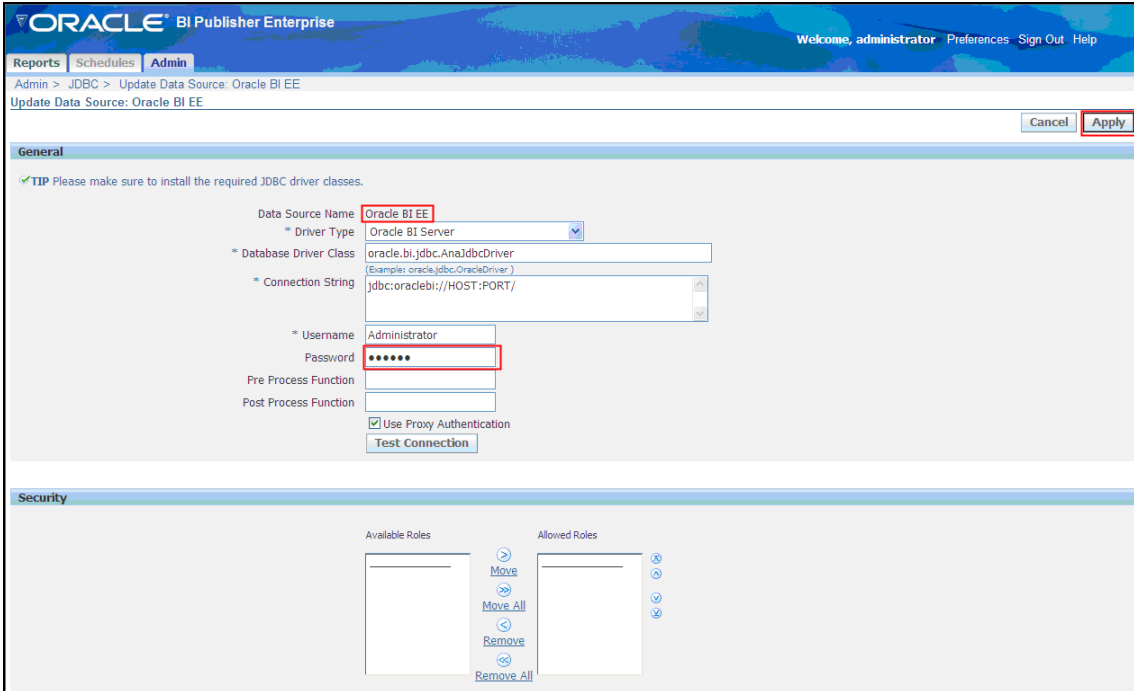 ORACLE BI Publisher Enterprise
Welcome, administrator Preferences Sign Out Help
Reports Schedules Admin
Admin > JDBC > Update Data Source: Oracle BI EE
Update Data Source: Oracle BI EE
Cancel Apply
General
TIP Please make sure to install the required JDBC driver classes.
Data Source Name Oracle BI EE
* Driver Type Oracle BI Server
* Database Driver Class oracle.bi.jdbc.AnaJdbcDriver
(Example: oracle.jdbc.OracleDriver )
* Connection String jdbc:oraclebi://HOST:PORT/
* Username Administrator
Password ●●●●●●
Pre Process Function
Post Process Function
Use Proxy Authentication
Test Connection
Security
Available Roles Allowed Roles
Move
Move All
Remove
Remove All